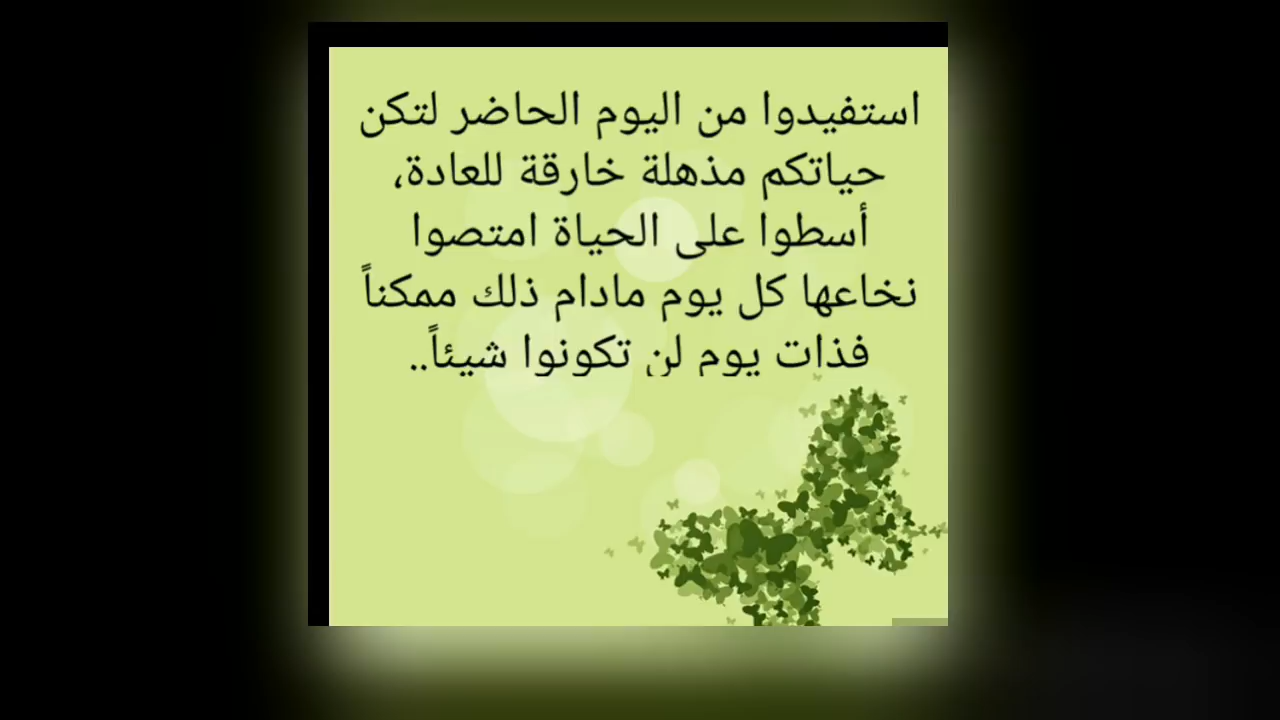 استفيدوا من اليوم الحاضر لتكن
حياتكم مذهلة خارقة للعادة،
أسطوا على الحياة امتصوا
نخاعها كل يوم مادام ذلك ممكناً
فذات يوم لن تكونوا شيئاً..